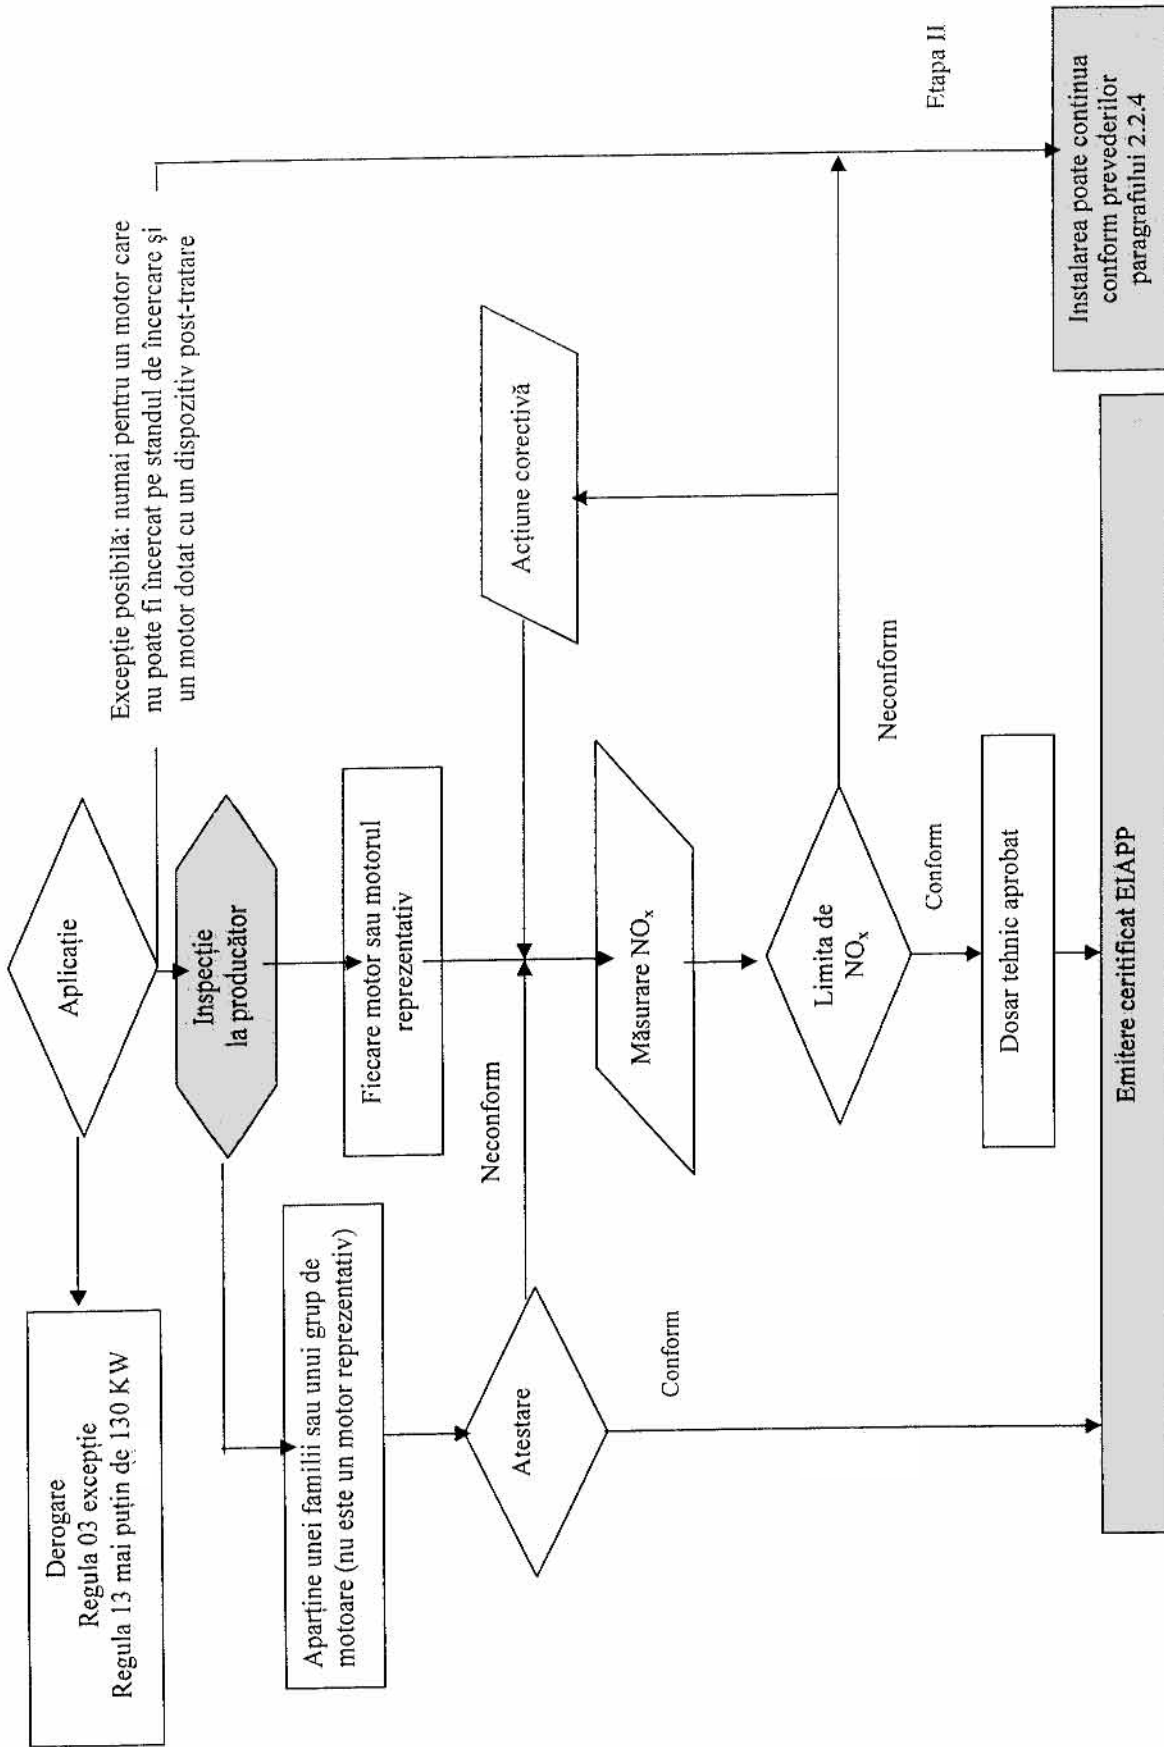 Derogare
Regula 03 excepție
Regula 13 mai puțin de 130 KW
Aplicație
Excepție posibilă: numai pentru un motor care
nu poate fi încercat pe standul de încercare și
un motor dotat cu un dispozitiv post-tratare
Inspecție
la producător
Aparține unei familii sau unui grup de
motoare (nu este un motor reprezentativ)
Fiecare motor sau motorul
reprezentativ
Atestare
Neconform
Acțiune corectivă
Măsurare NOₓ
Conform
Limita de
NOₓ
Neconform
Conform
Etapa II
Dosar tehnic aprobat
Emitere ceritificat EIAPP
Instalarea poate continua
conform prevederilor
paragrafului 2.2.4